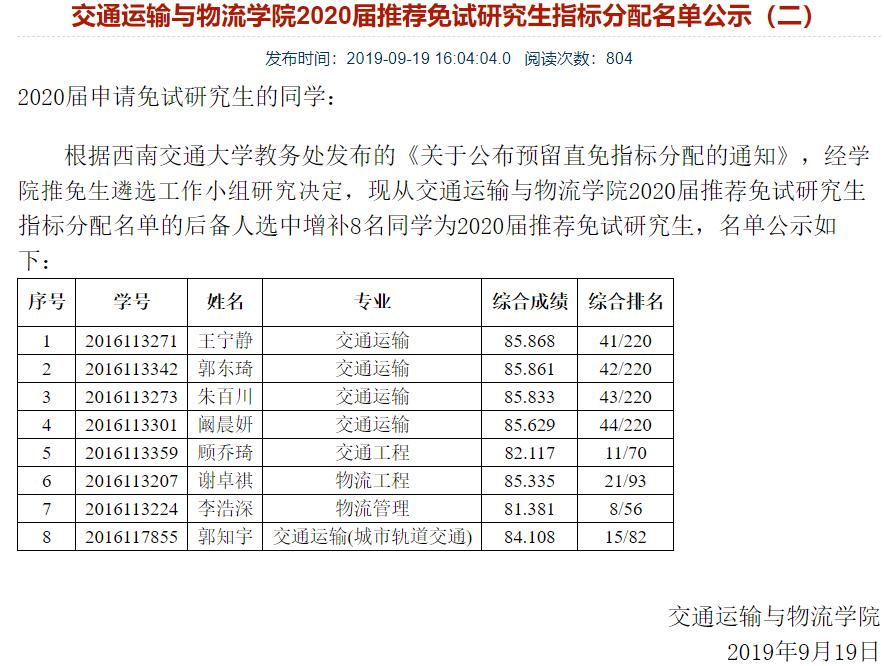 交通运输与物流学院2020届推荐免试研究生指标分配名单公示（二）
发布时间：2019-09-19 16:04:04.0 阅读次数：804
2020届申请免试研究生的同学：
根据西南交通大学教务处发布的《关于公布预留直免指标分配的通知》，经学
院推免生遴选工作小组研究决定，现从交通运输与物流学院2020届推荐免试研究生
指标分配名单的后备人选中增补8名同学为2020届推荐免试研究生，名单公示如
下：
序号 学号 姓名 专业 综合成绩 综合排名
1 2016113271 王宁静 交通运输 85.868 41/220
2 2016113342 郭东琦 交通运输 85.861 42/220
3 2016113273 朱百川 交通运输 85.833 43/220
4 2016113301 阚晨妍 交通运输 85.629 44/220
5 2016113359 顾乔琦 交通工程 82.117 11/70
6 2016113207 谢卓祺 物流工程 85.335 21/93
7 2016113224 李浩深 物流管理 81.381 8/56
8 2016117855 郭知宇 交通运输(城市轨道交通) 84.108 15/82
交通运输与物流学院
2019年9月19日